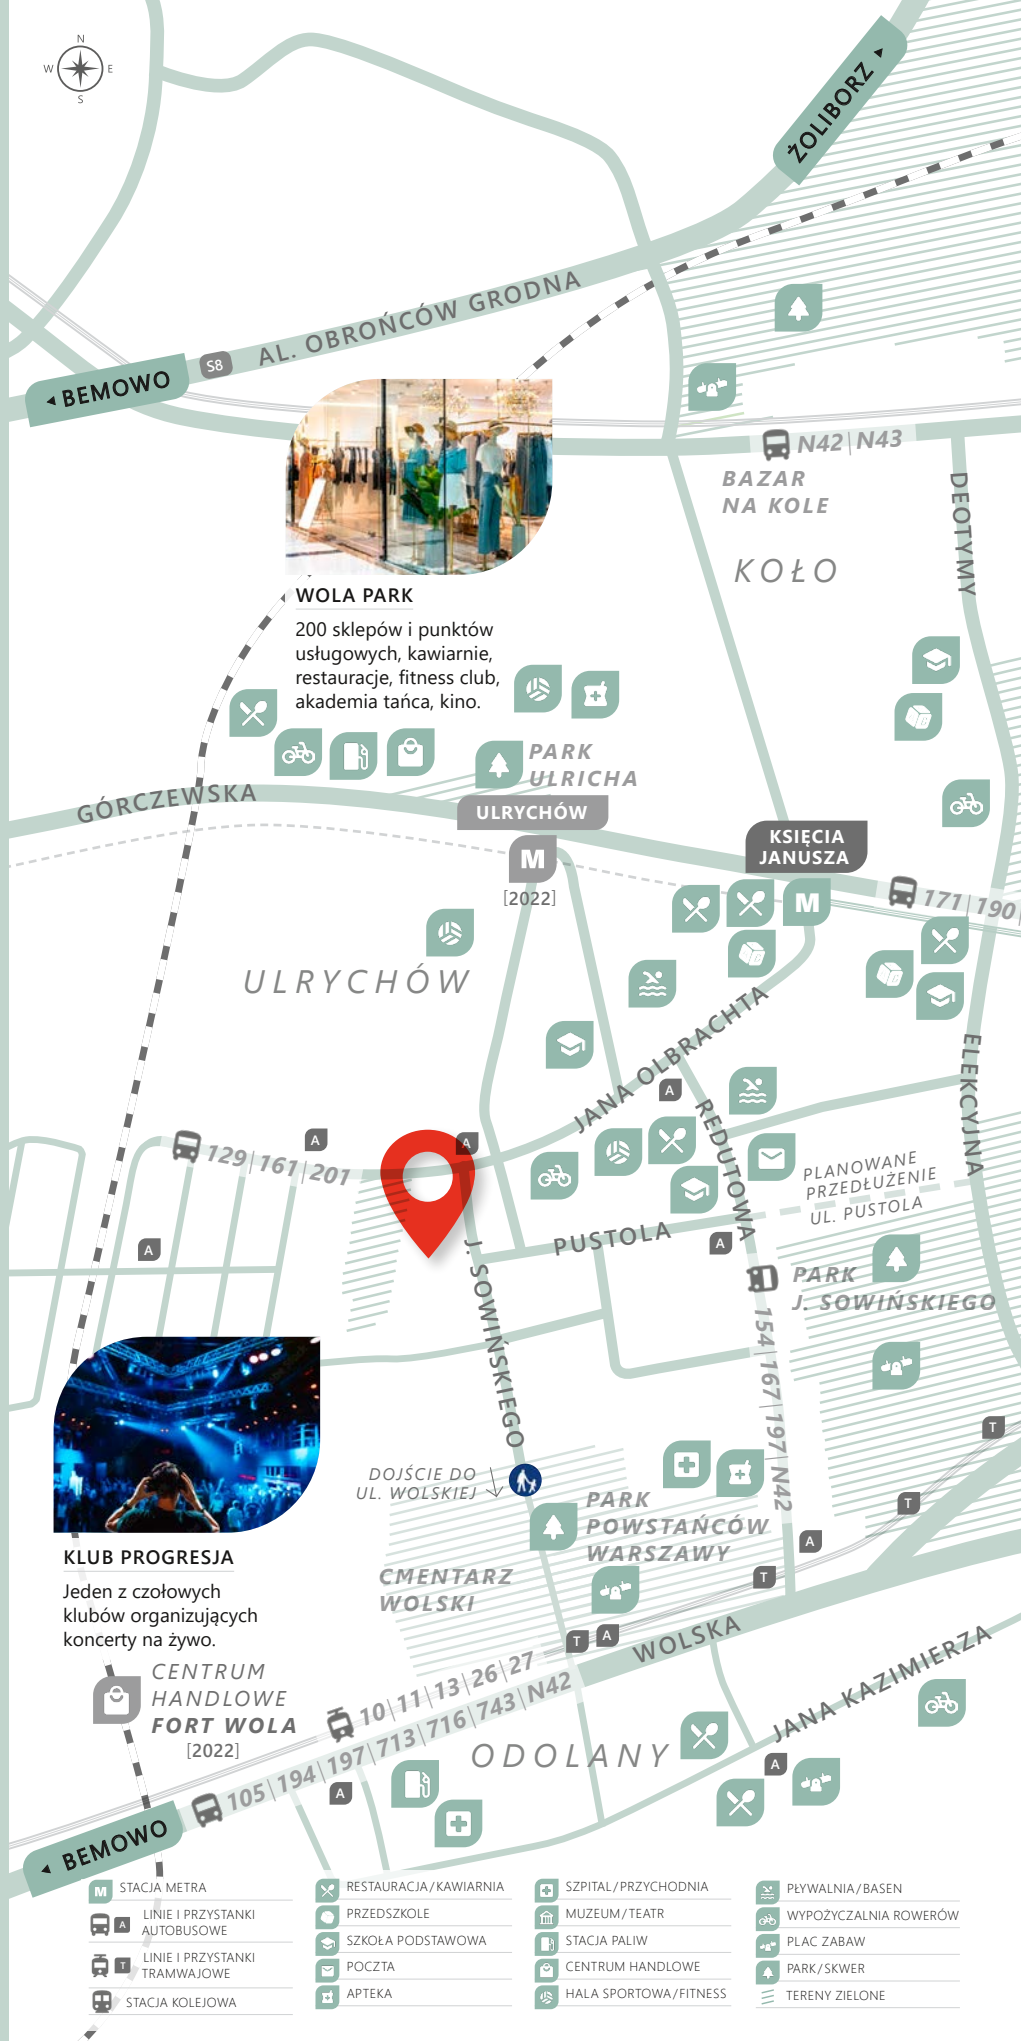 N
W E
S
ŻOLIBORZ
AL. OBROŃCÓW GRODNA
S8
BEMOWO
N42 | N43
BAZAR
NA KOLE
KOŁO
DEOTYMY
WOLA PARK
200 sklepów i punktów
usługowych, kawiarnie,
restauracje, fitness club,
akademia tańca, kino.
PARK
ULRICHA
GÓRCZEWSKA
ULRYCHÓW
M
[2022]
KSIĘCIA
JANUSZA
M
171 | 190
ULRYCHÓW
JANA OLBRACHTA
A
ELEKCYJNA
REDUTOWA
129 | 161 | 201
A
A
PLANOWANE
PRZEDŁUŻENIE
UL. PUSTOLA
PUSTOLA
A
A
J. SOWIŃSKIEGO
PARK
J. SOWIŃSKIEGO
154 | 167 | 197 | N42
T
DOJŚCIE DO
UL. WOLSKIEJ
PARK
POWSTAŃCÓW
WARSZAWY
T
A
T
CMENTARZ
WOLSKI
KLUB PROGRESJA
Jeden z czołowych
klubów organizujących
koncerty na żywo.
T A
WOLSKA
CENTRUM
HANDLOWE
FORT WOLA
[2022]
10 | 11 | 13 | 26 | 27
105 | 194 | 197 | 713 | 716 | 743 | N42
JANA KAZIMIERZA
ODOLANY
A
A
BEMOWO
M STACJA METRA
A LINIE I PRZYSTANKI
AUTOBUSOWE
T LINIE I PRZYSTANKI
TRAMWAJOWE
STACJA KOLEJOWA
RESTAURACJA/KAWIARNIA
PRZEDSZKOLE
SZKOŁA PODSTAWOWA
POCZTA
APTEKA
SZPITAL/PRZYCHODNIA
MUZEUM/TEATR
STACJA PALIW
CENTRUM HANDLOWE
HALA SPORTOWA/FITNESS
PŁYWALNIA/BASEN
WYPOŻYCZALNIA ROWERÓW
PLAC ZABAW
PARK/SKWER
TERENY ZIELONE